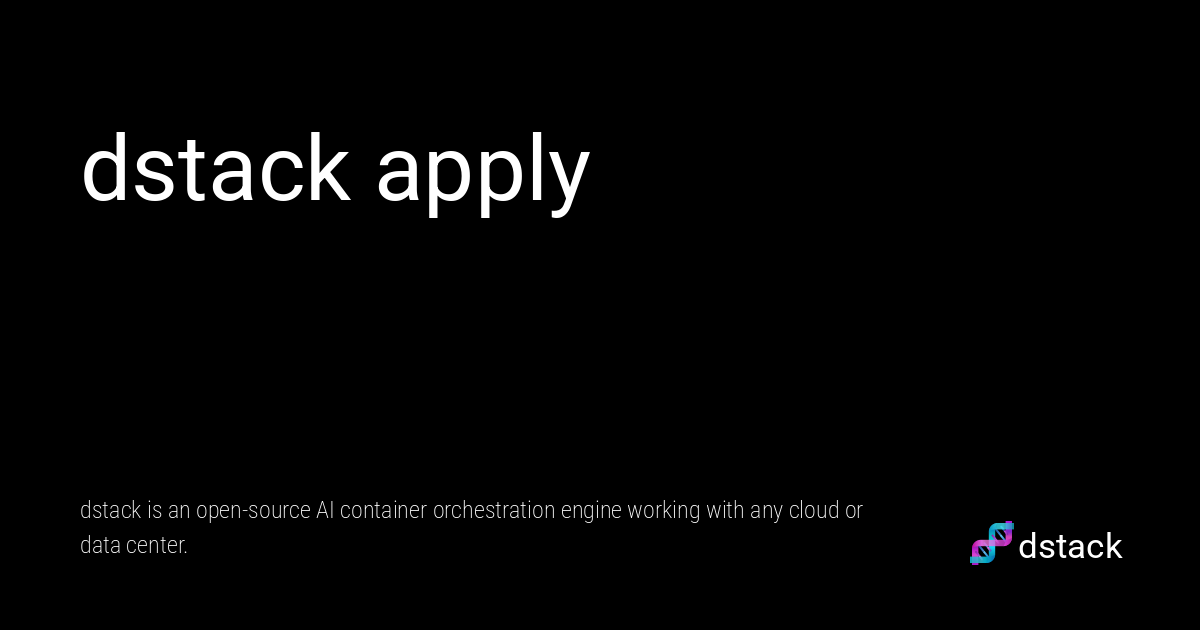 dstack apply
dstack is an open-source AI container orchestration engine working with any cloud or
data center.
dstack